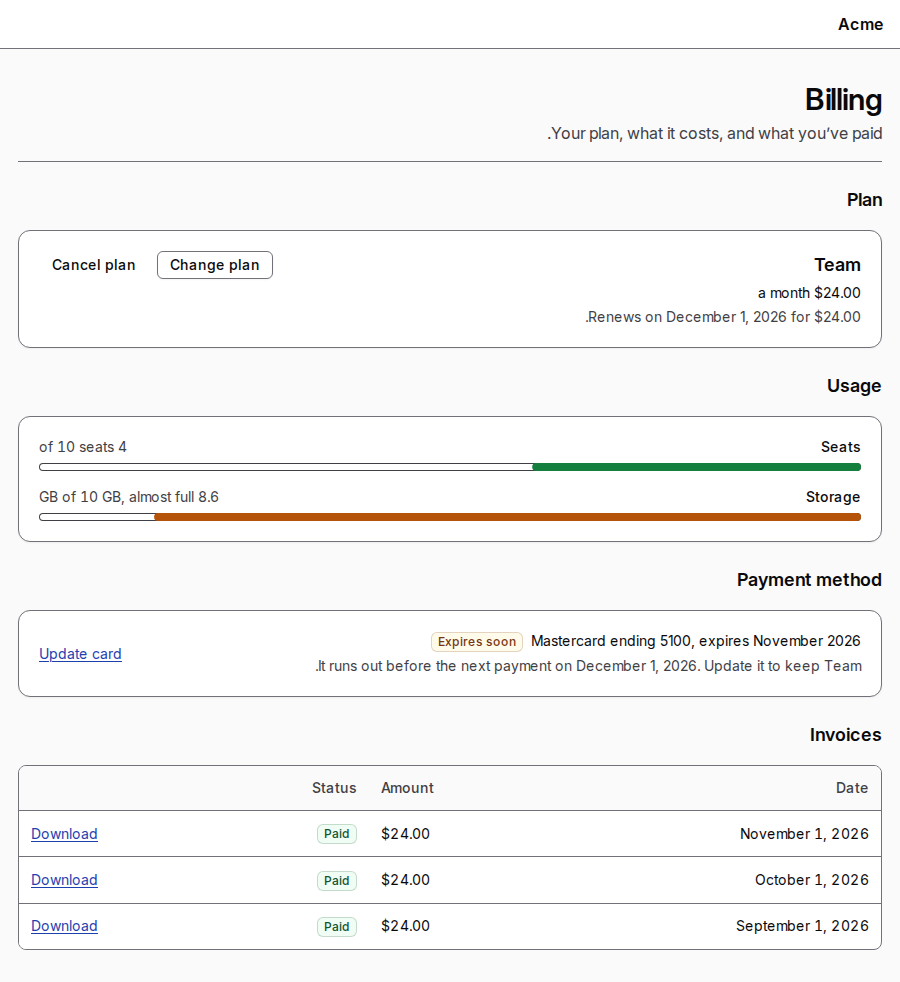 Acme
Billing
.Your plan, what it costs, and what you’ve paid
Plan
Team
a month $24.00
.Renews on December 1, 2026 for $24.00
Change plan
Cancel plan
Usage
Seats
of 10 seats 4
Storage
GB of 10 GB, almost full 8.6
Payment method
Mastercard ending 5100, expires November 2026 Expires soon
.It runs out before the next payment on December 1, 2026. Update it to keep Team
Update card
Invoices
Date Amount Status
November 1, 2026 $24.00 Paid Download
October 1, 2026 $24.00 Paid Download
September 1, 2026 $24.00 Paid Download